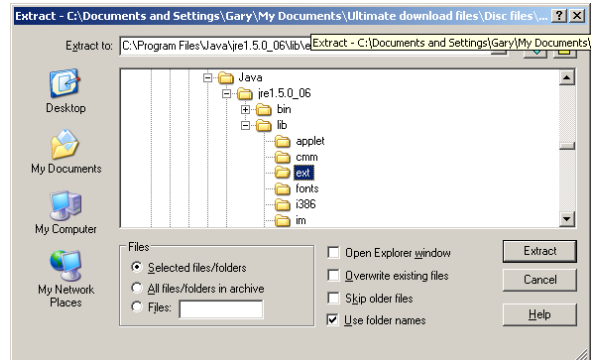 Extract - C:\Documents and Settings\Gary\My Documents\Ultimate download files\Disc files\...
Extract to:
C:\Program Files\Java\jre1.5.0_06\lib\e
Extract - C:\Documents and Settings\Gary\My Documents\
Desktop
My Documents
My Computer
My Network
Places
Java
jre1.5.0_06
bin
lib
applet
cmm
ext
fonts
i386
im
Files
Selected files/folders
All files/folders in archive
Files:
Open Explorer window
Overwrite existing files
Skip older files
Use folder names
Extract
Cancel
Help